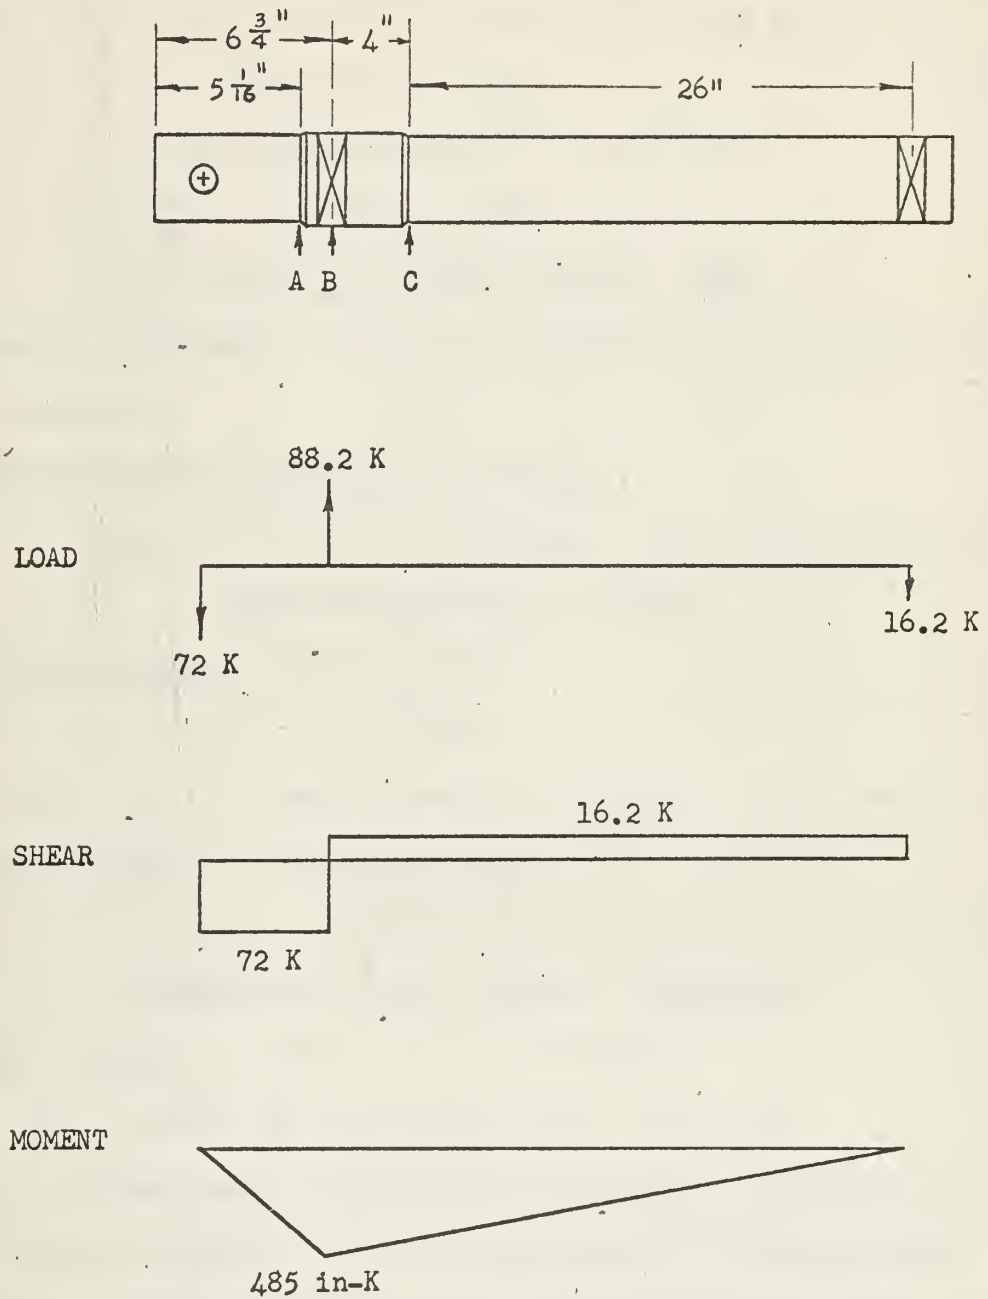 6 3/4" 4"
5 1/16" 26"
A B C
88.2 K
LOAD
16.2 K
72 K
16.2 K
SHEAR
72 K
MOMENT
485 in-K